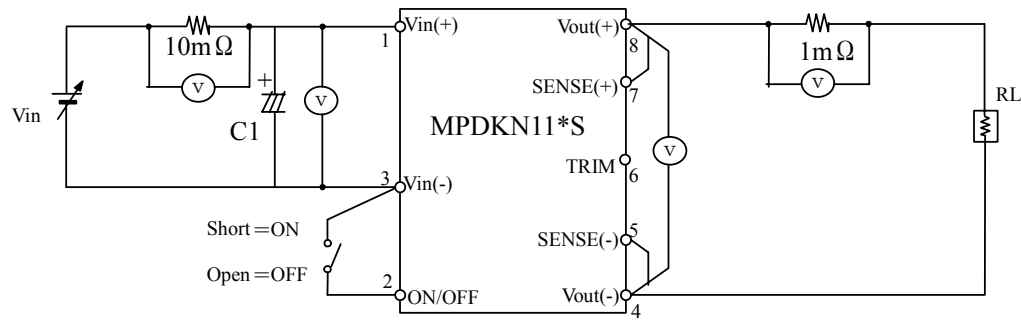 10mΩ
V
Vin
+
C1
V
1
Vin(+)
3
Vin(-)
Short=ON
Open=OFF
2
ON/OFF
MPDKN11*S
Vout(+)
8
SENSE(+)
7
TRIM
6
SENSE(-)
5
Vout(-)
4
V
1mΩ
V
RL